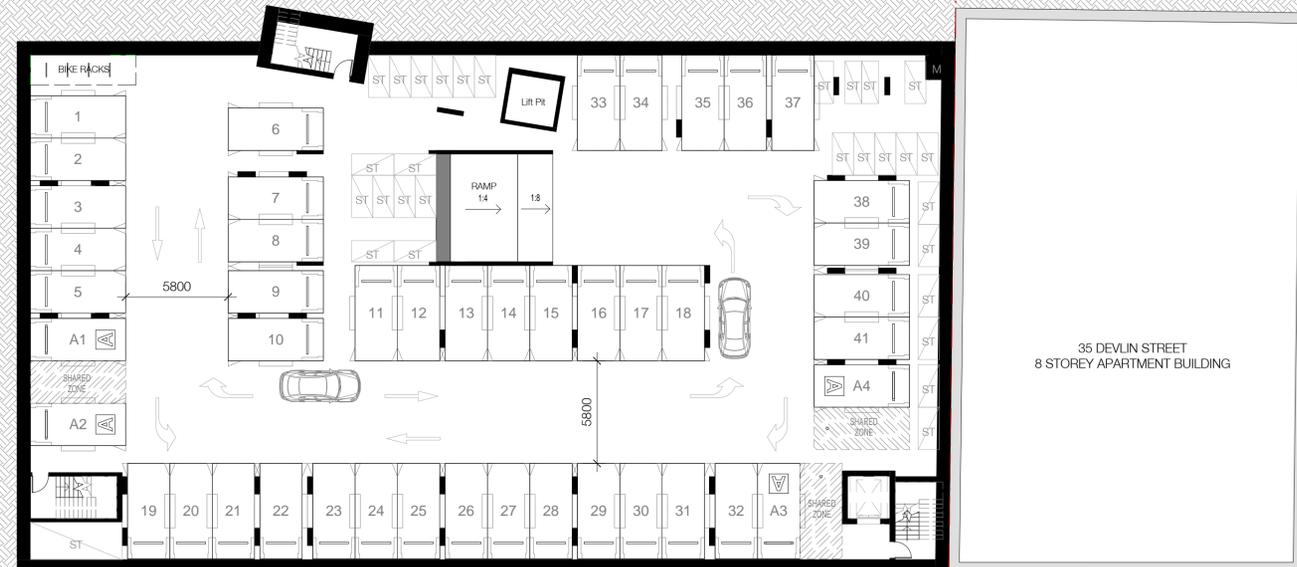 BIKE RACKS
ST ST ST ST ST ST
Lift Pit
33 34 35 36 37
ST ST ST ST
M
1
2
3
4
5
A1
SHARED
ZONE
A2
6
7
8
9
10
5800
ST ST
ST ST ST ST
ST ST
RAMP
1:4
1:8
11 12 13 14 15 16 17 18
5800
ST ST ST ST ST
38
39
40
41
A4
SHARED
ZONE
ST
ST
ST
ST
ST
ST
35 DEVLIN STREET
8 STOREY APARTMENT BUILDING
ST
19 20 21 22 23 24 25 26 27 28 29 30 31 32 A3
SHARED
ZONE